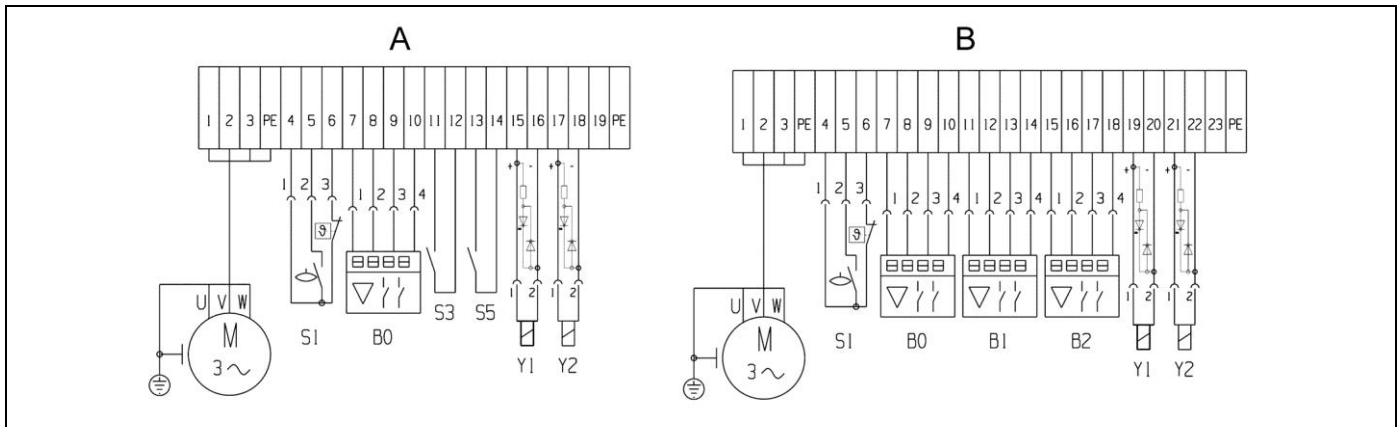 A B
1 2 3 PE 4 5 6 7 8 9 10 11 12 13 14 15 16 17 18 19 PE
1 2 3 PE 4 5 6 7 8 9 10 11 12 13 14 15 16 17 18 19 20 21 22 23 PE
+ - + -
+ - + -
1 2 3 1 2 3 4
1 2 3 1 2 3 4 1 2 3 4 1 2 3 4
ϑ
ϑ
1 2 1 2
1 2 1 2
U V W
M
3 ~
S1 B0 S3 S5 Y1 Y2
U V W
M
3 ~
S1 B0 B1 B2 Y1 Y2